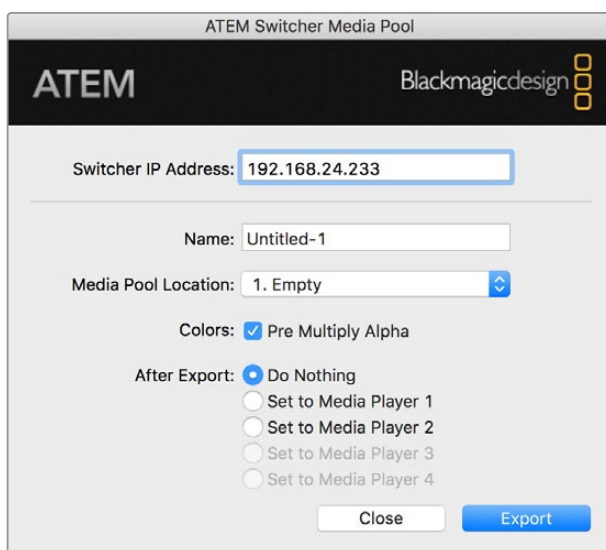 ATEM Switcher Media Pool
ATEM
Blackmagicdesign
Switcher IP Address: 192.168.24.233
Name: Untitled-1
Media Pool Location: 1. Empty
Colors: Pre Multiply Alpha
After Export: Do Nothing
Set to Media Player 1
Set to Media Player 2
Set to Media Player 3
Set to Media Player 4
Close Export